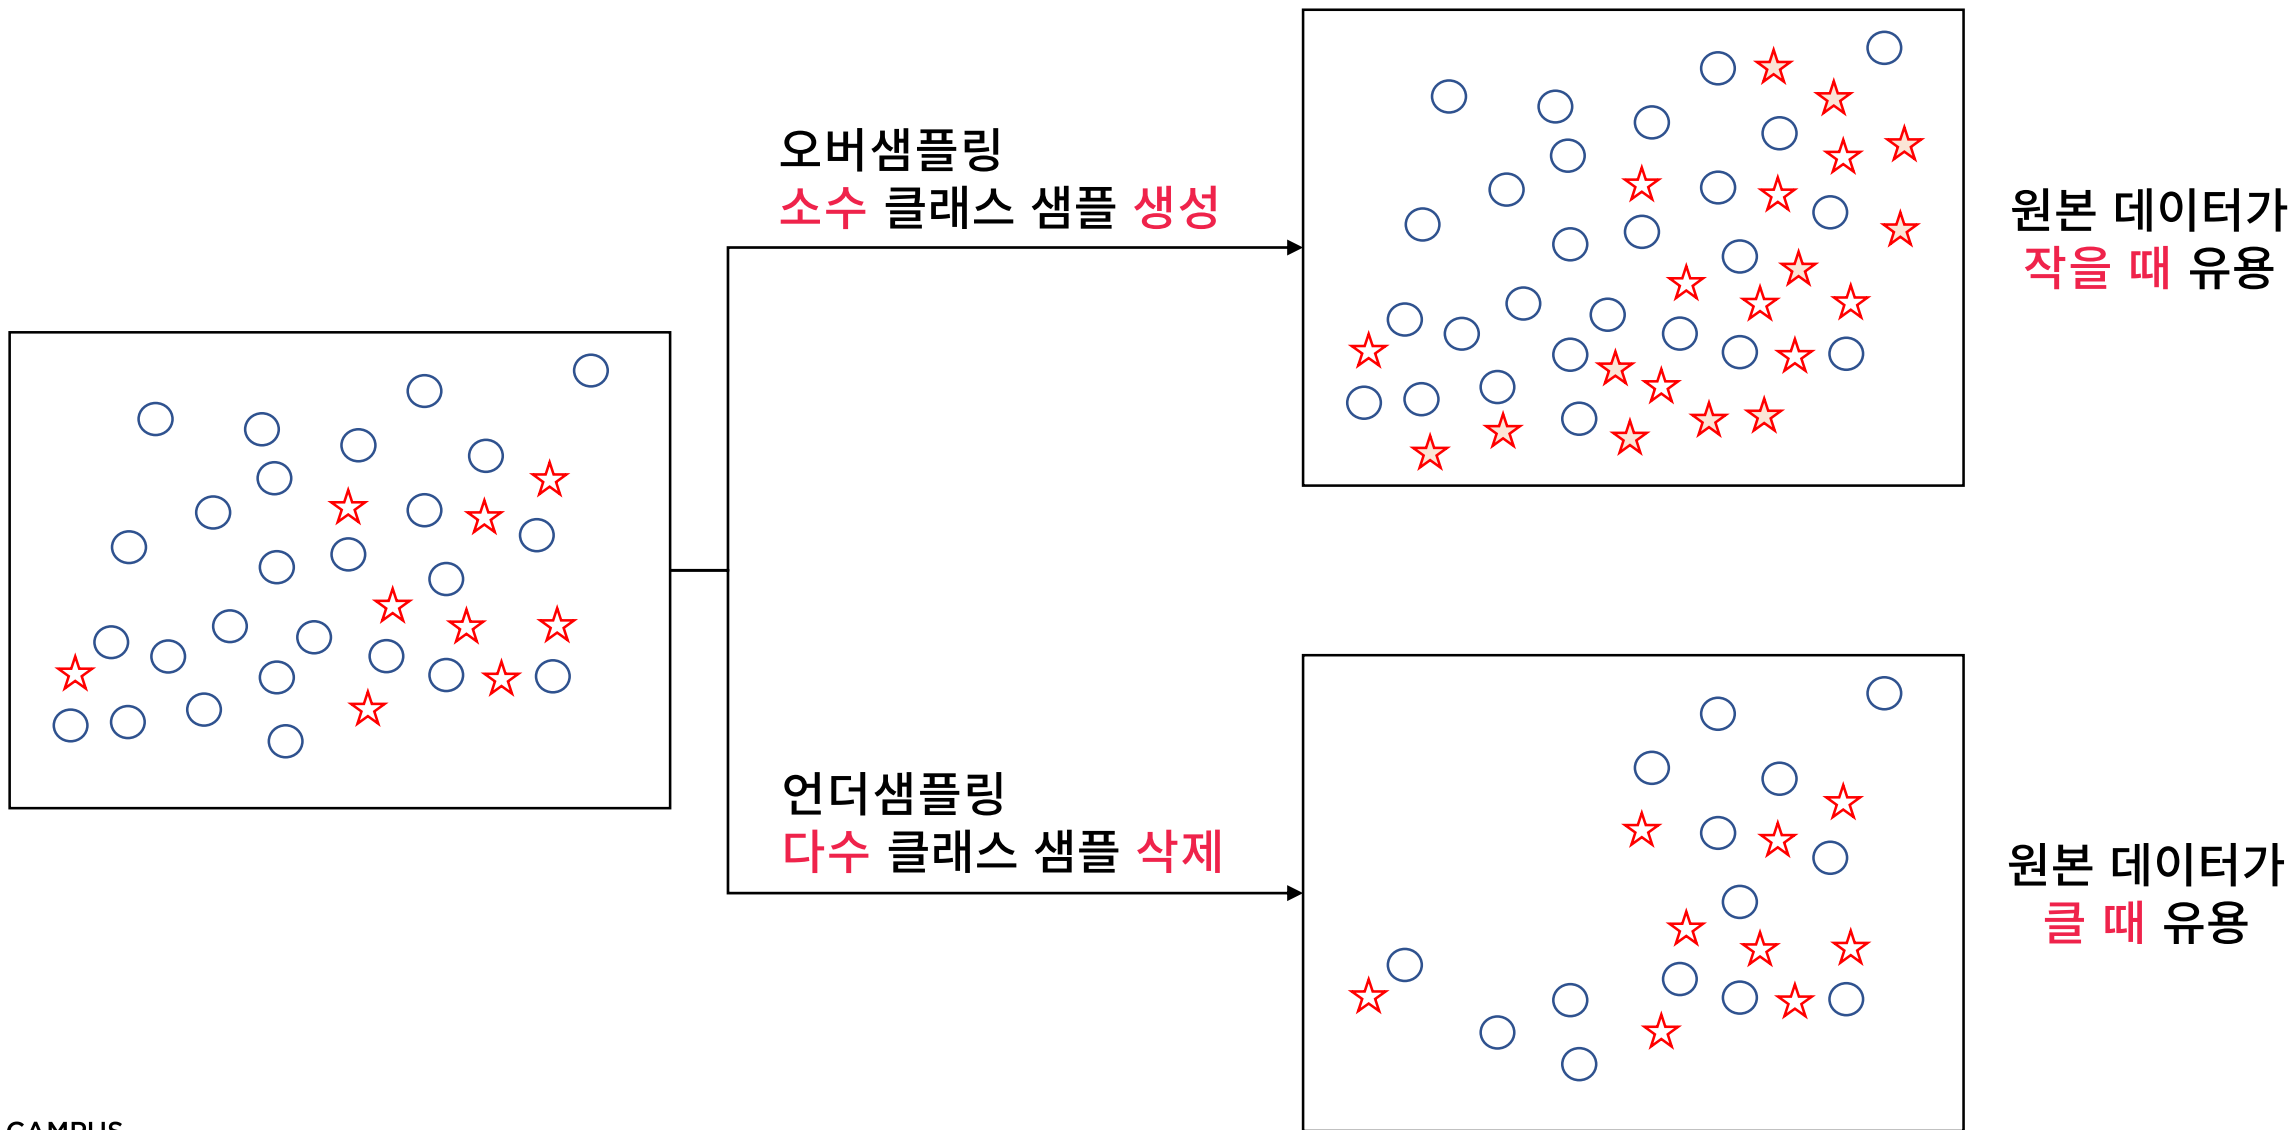 오버샘플링
소수 클래스 샘플 생성
원본 데이터가
작을 때 유용
언더샘플링
다수 클래스 샘플 삭제
원본 데이터가
클 때 유용
CAMPUS